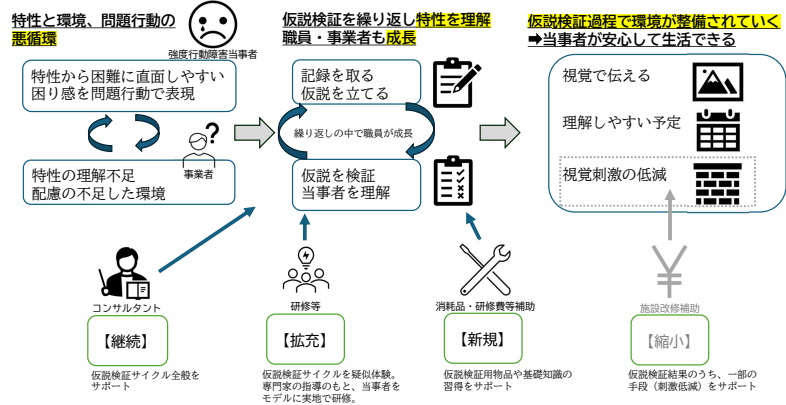 特性と環境、問題行動の
悪循環
強度行動障害当事者
特性から困難に直面しやすい
困り感を問題行動で表現
?
事業者
特性の理解不足
配慮の不足した環境
仮説検証を繰り返し特性を理解
職員・事業者も成長
記録を取る
仮説を立てる
繰り返しの中で職員が成長
仮説を検証
当事者を理解
仮説検証過程で環境が整備されていく
➡当事者が安心して生活できる
視覚で伝える
理解しやすい予定
視覚刺激の低減
コンサルタント
【継続】
仮説検証サイクル全般を
サポート
研修等
【拡充】
仮説検証サイクルを疑似体験。
専門家の指導のもと、当事者を
モデルに実地で研修。
消耗品・研修費等補助
【新規】
仮説検証用物品や基礎知識の
習得をサポート
¥
施設改修補助
【縮小】
仮説検証結果のうち、一部の
手段（刺激低減）をサポート